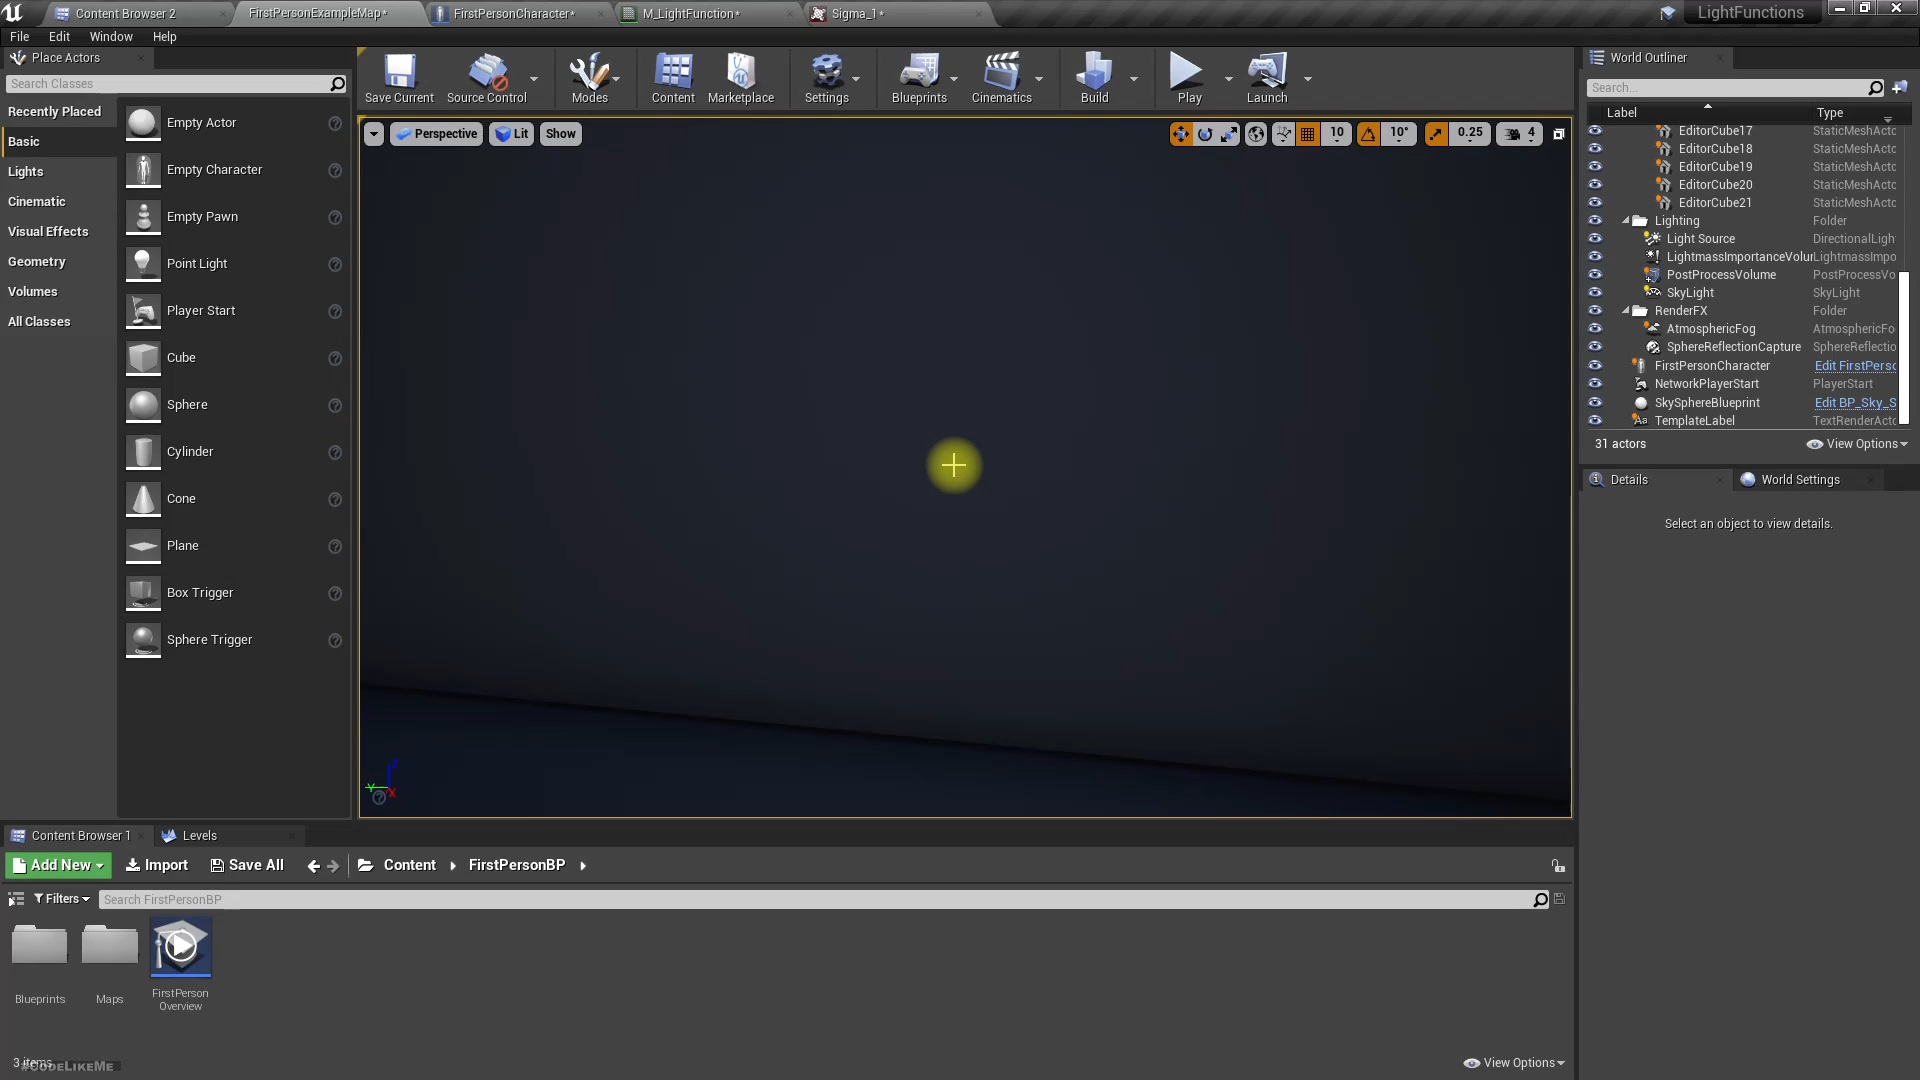 Content Browser 2
FirstPersonExampleMap*
FirstPersonCharacter*
M_LightFunction*
Sigma_1*
LightFunctions
File Edit Window Help
Place Actors
Search Classes
Recently Placed
Basic
Lights
Cinematic
Visual Effects
Geometry
Volumes
All Classes
Empty Actor
Empty Character
Empty Pawn
Point Light
Player Start
Cube
Sphere
Cylinder
Cone
Plane
Box Trigger
Sphere Trigger
Save Current
Source Control
Modes
Content
Marketplace
Settings
Blueprints
Cinematics
Build
Play
Launch
Perspective
Lit
Show
10
10°
0.25
4
Z
Y
X
World Outliner
Search...
Label Type
EditorCube17 StaticMeshActo
EditorCube18 StaticMeshActo
EditorCube19 StaticMeshActo
EditorCube20 StaticMeshActo
EditorCube21 StaticMeshActo
Lighting Folder
Light Source DirectionalLigh
LightmassImportanceVolur LightmassImpo
PostProcessVolume PostProcessVo
SkyLight SkyLight
RenderFX Folder
AtmosphericFog AtmosphericFo
SphereReflectionCapture SphereReflectio
FirstPersonCharacter Edit FirstPerso
NetworkPlayerStart PlayerStart
SkySphereBlueprint Edit BP_Sky_S
TemplateLabel TextRenderActo
31 actors
View Options
Details
World Settings
Select an object to view details.
Content Browser 1
Levels
Add New
Import
Save All
Content
FirstPersonBP
Filters
Search FirstPersonBP
Blueprints
Maps
FirstPerson
Overview
3 items
#CODELIKEME
View Options